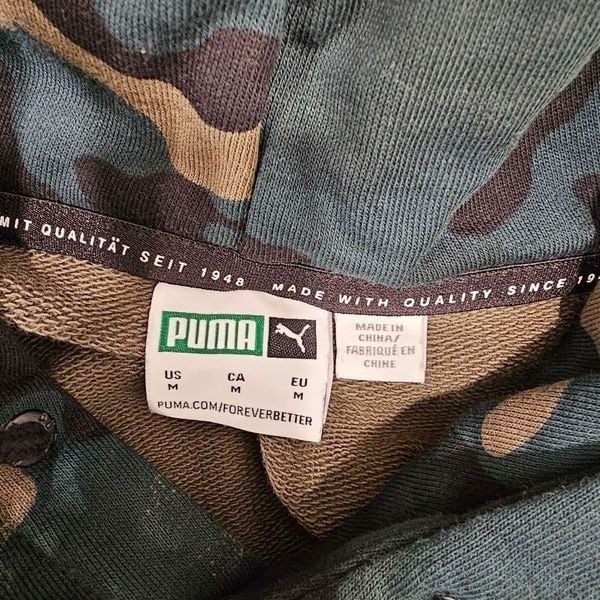 MIT QUALITÄT SEIT 1948 MADE WITH QUALITY SINCE
PUMA
US CA EU
M M M
PUMA.COM/FOREVERBETTER
MADE IN
CHINA/
FABRIQUÉ EN
CHINE